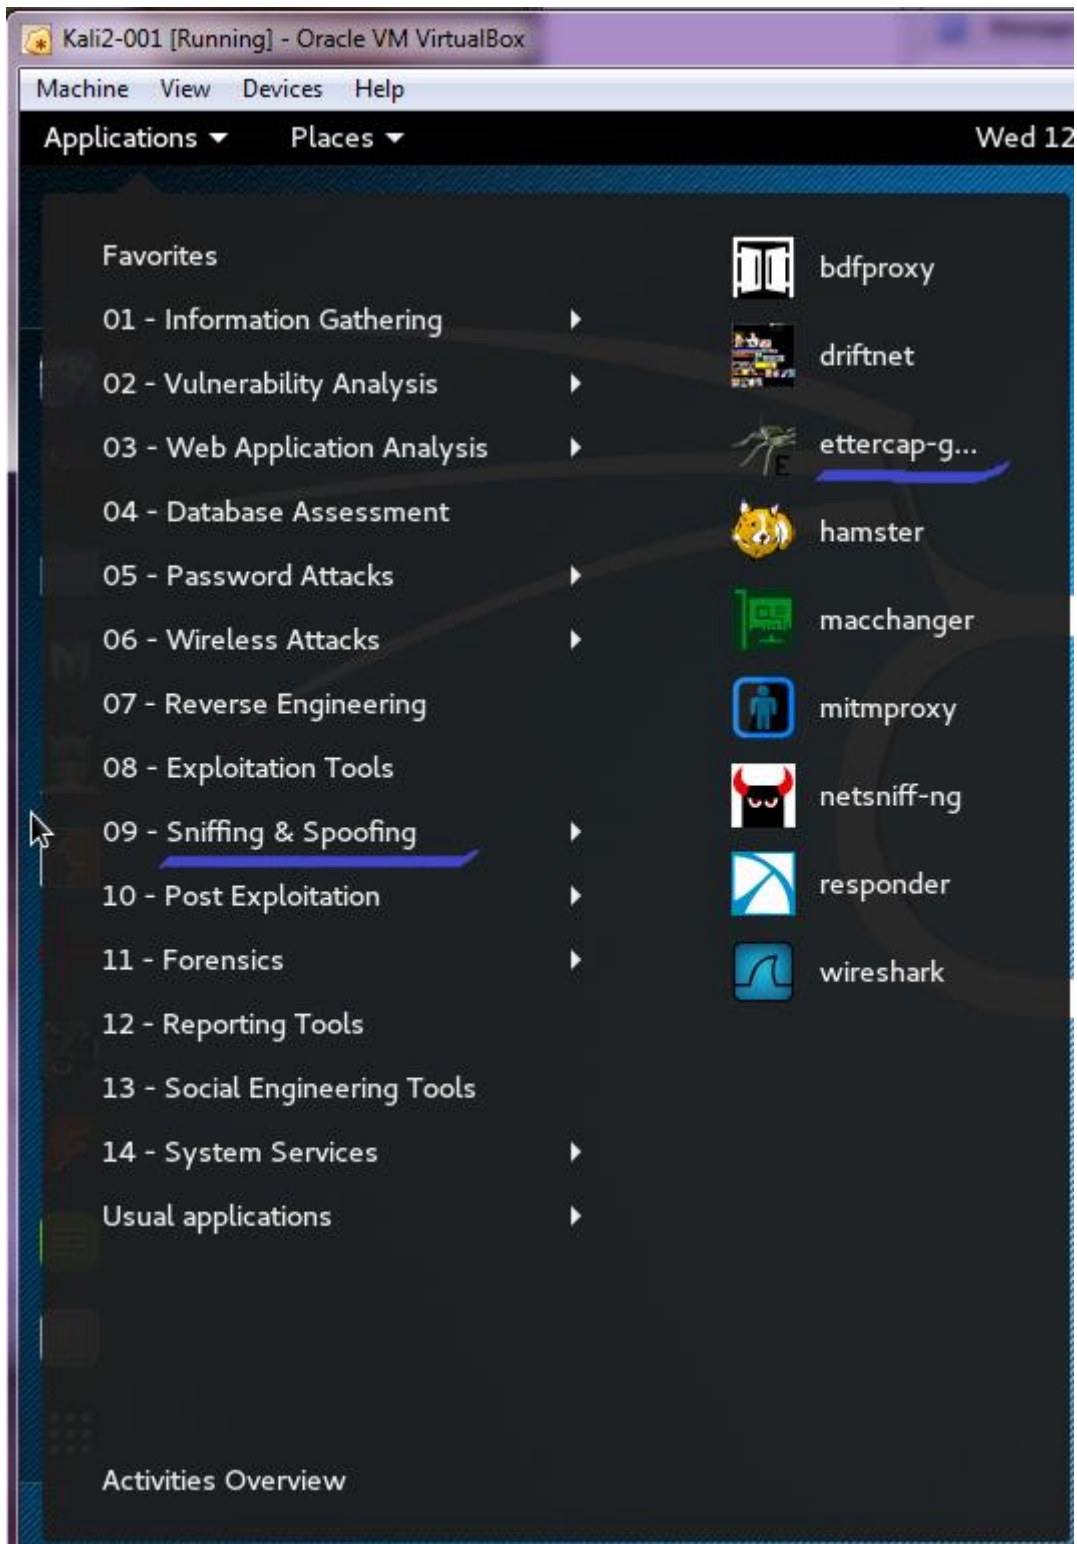 Kali2-001 [Running] - Oracle VM VirtualBox
Machine View Devices Help
Applications Places Wed 12
Favorites
01 - Information Gathering
02 - Vulnerability Analysis
03 - Web Application Analysis
04 - Database Assessment
05 - Password Attacks
06 - Wireless Attacks
07 - Reverse Engineering
08 - Exploitation Tools
09 - Sniffing & Spoofing
10 - Post Exploitation
11 - Forensics
12 - Reporting Tools
13 - Social Engineering Tools
14 - System Services
Usual applications
Activities Overview
bdfproxy
driftnet
ettercap-g...
hamster
macchanger
mitmproxy
netsniff-ng
responder
wireshark